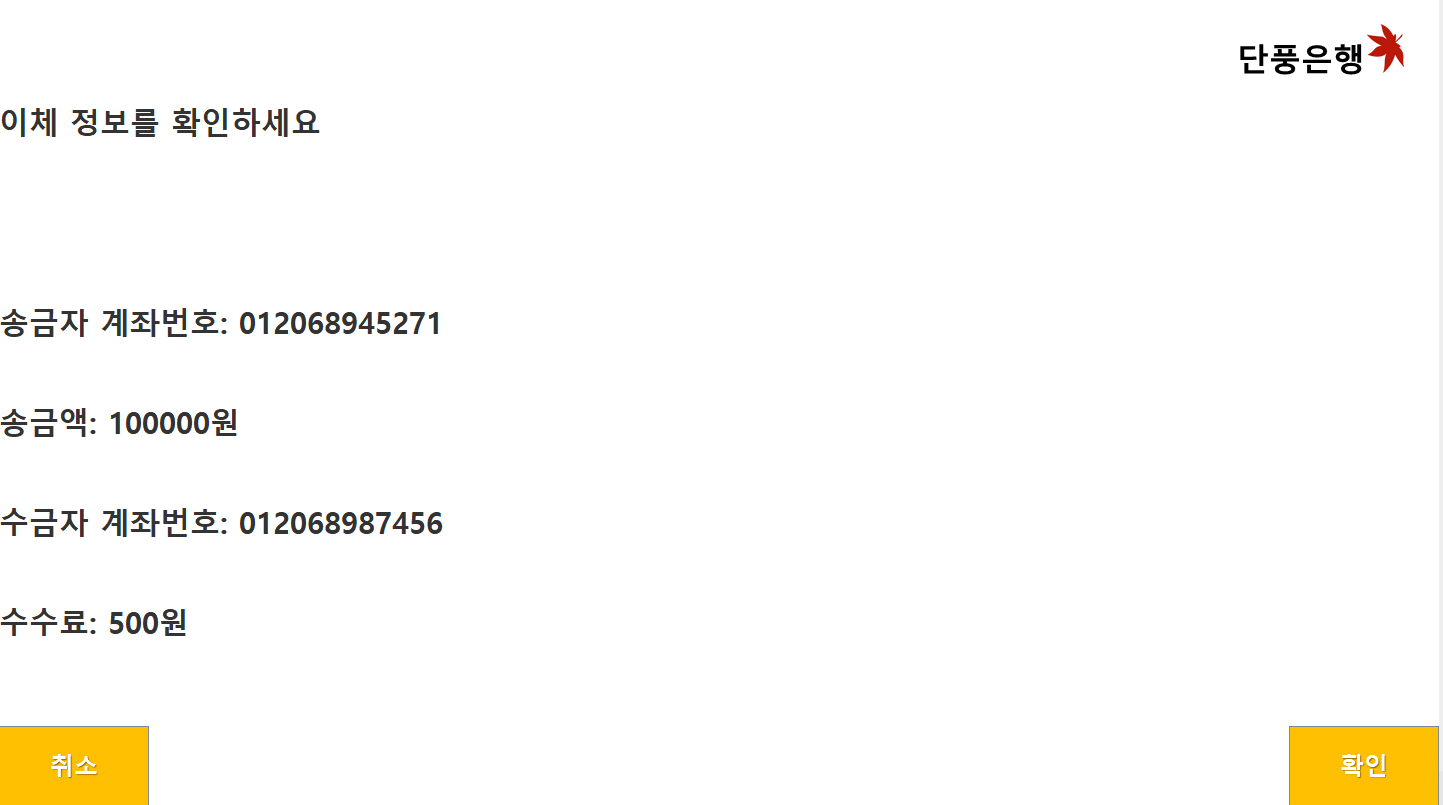 단풍은행
이체 정보를 확인하세요
송금자 계좌번호: 012068945271
송금액: 100000원
수금자 계좌번호: 012068987456
수수료: 500원
취소
확인